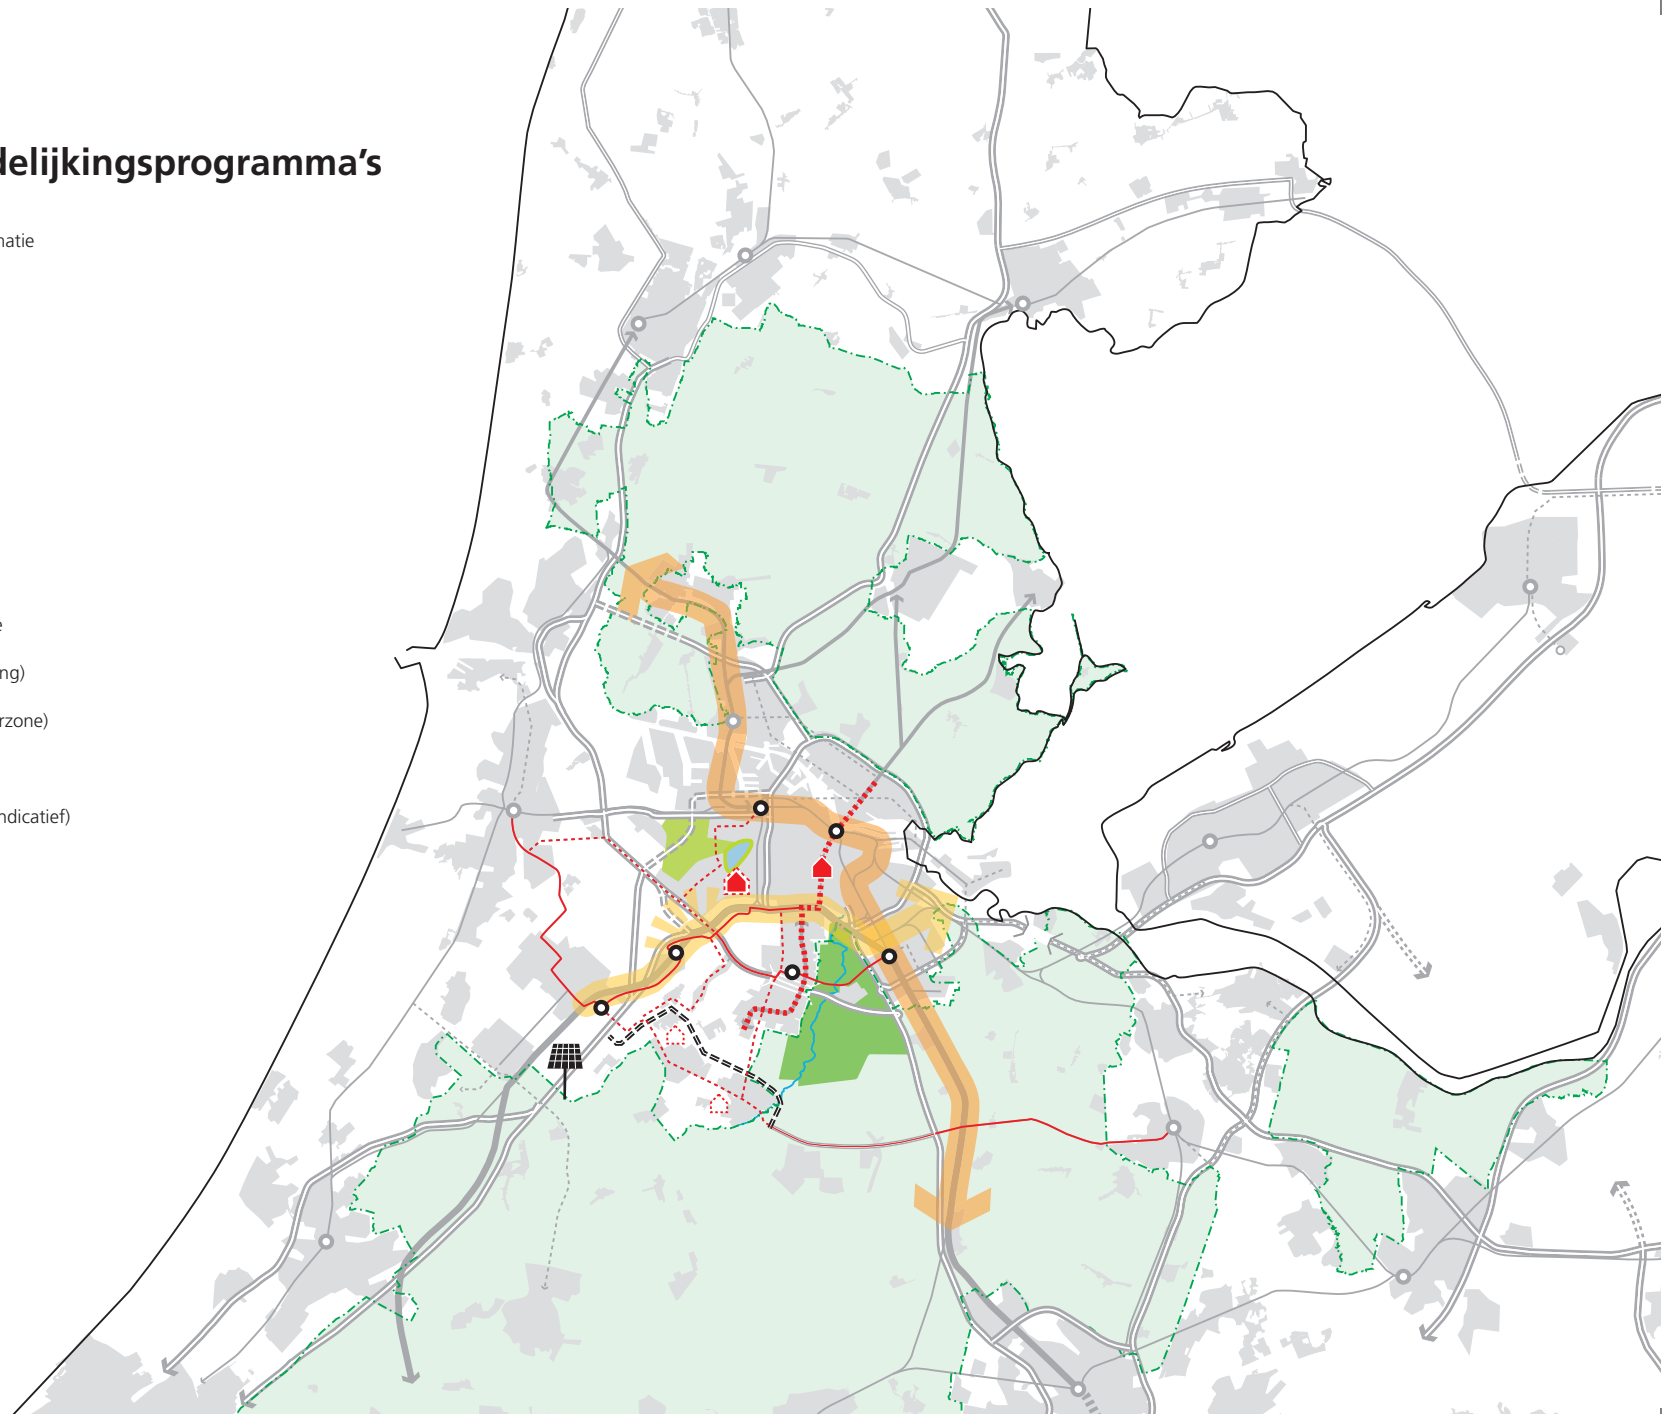 delijkingsprogramma’s
natie
e
ng)
rzone)
ndicatief)